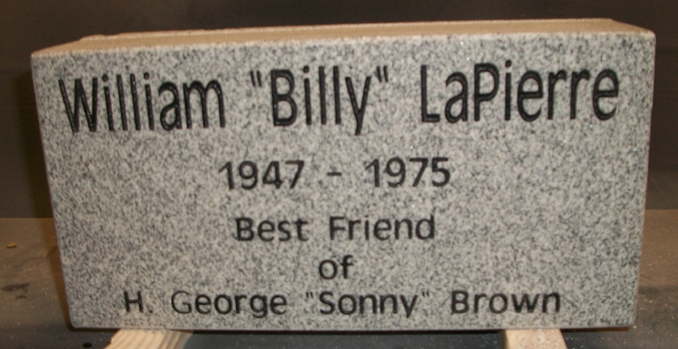 William "Billy" LaPierre
1947 - 1975
Best Friend
of
H. George "Sonny" Brown